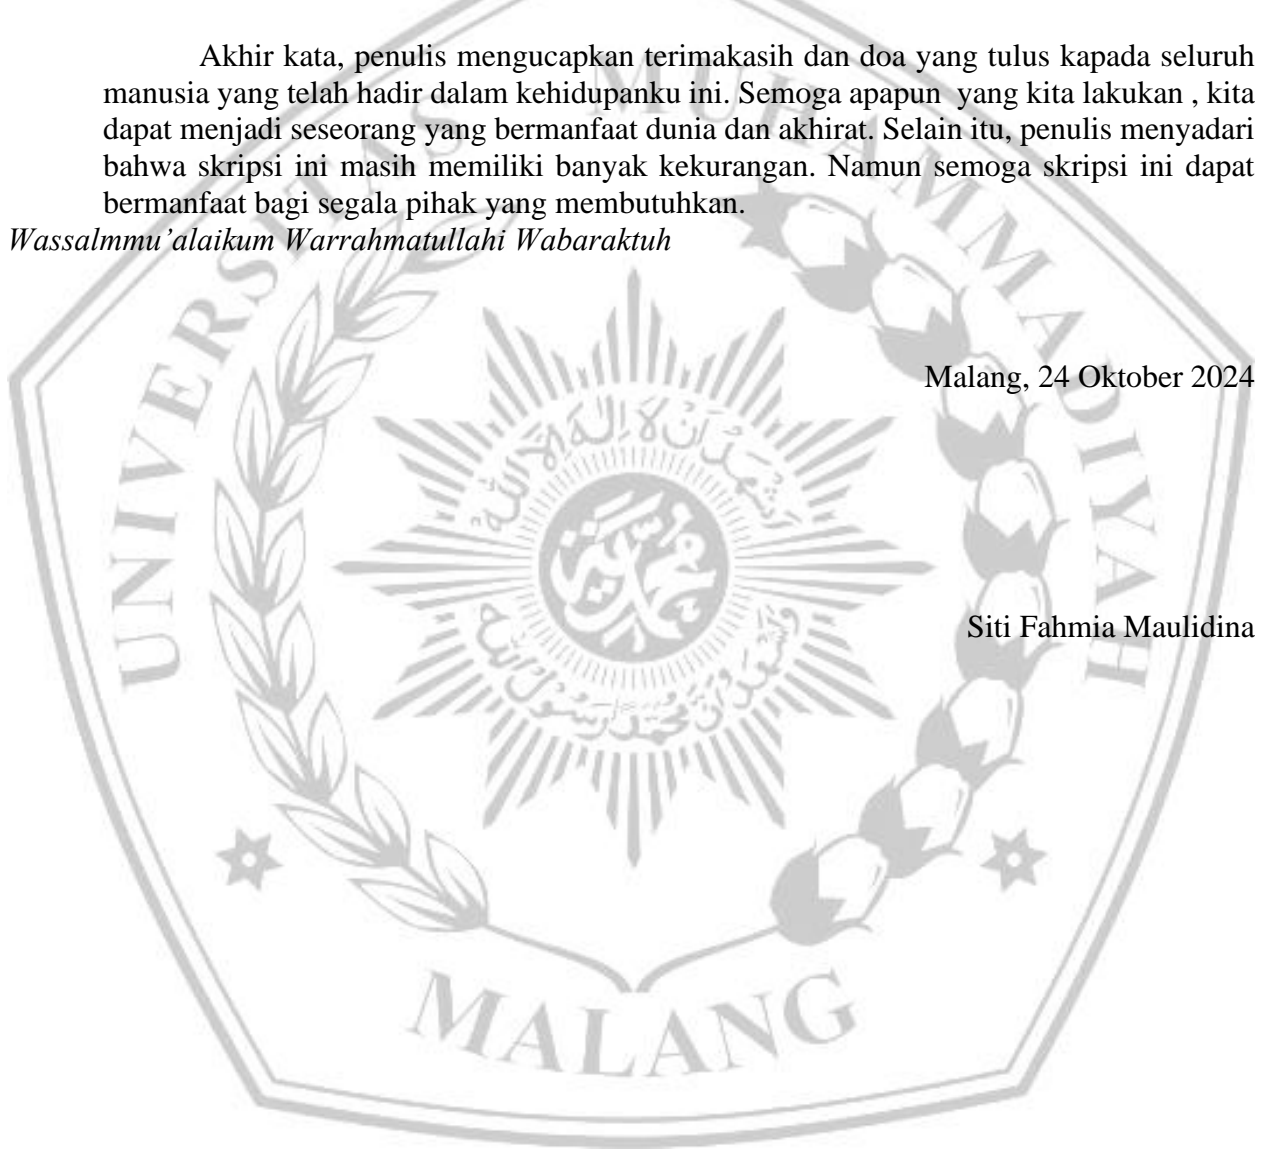 Akhir kata, penulis mengucapkan terimakasih dan doa yang tulus kapada seluruh
manusia yang telah hadir dalam kehidupanku ini. Semoga apapun  yang kita lakukan , kita
dapat menjadi seseorang yang bermanfaat dunia dan akhirat. Selain itu, penulis menyadari
bahwa skripsi ini masih memiliki banyak kekurangan. Namun semoga skripsi ini dapat
bermanfaat bagi segala pihak yang membutuhkan.
Wassalmmu’alaikum Warrahmatullahi Wabaraktuh
Malang, 24 Oktober 2024
Siti Fahmia Maulidina
UNIVERSITAS MUHAMMADIYAH
MALANG